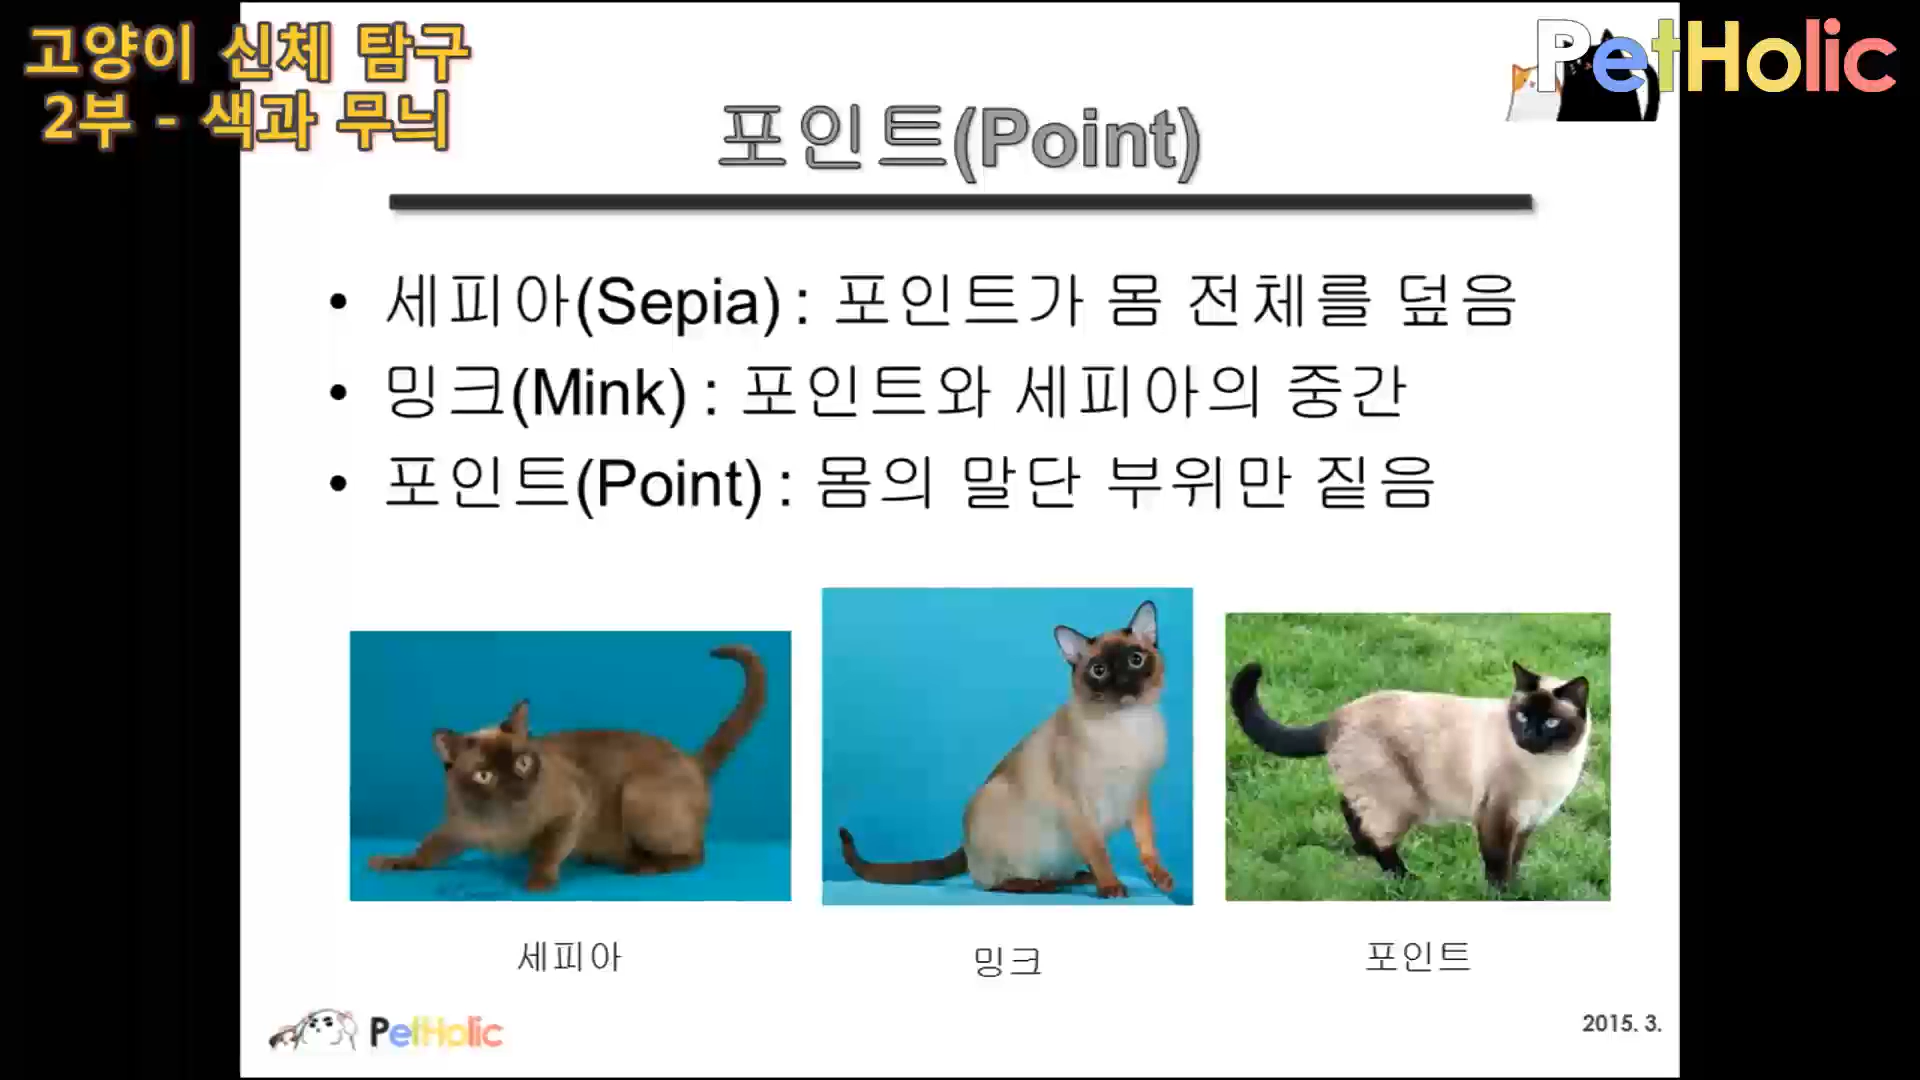 고양이 신체 탐구
2부 - 색과 무늬
PetHolic
포인트(Point)
• 세피아(Sepia) : 포인트가 몸 전체를 덮음
• 밍크(Mink) : 포인트와 세피아의 중간
• 포인트(Point) : 몸의 말단 부위만 짙음
세피아
밍크
포인트
PetHolic
2015. 3.